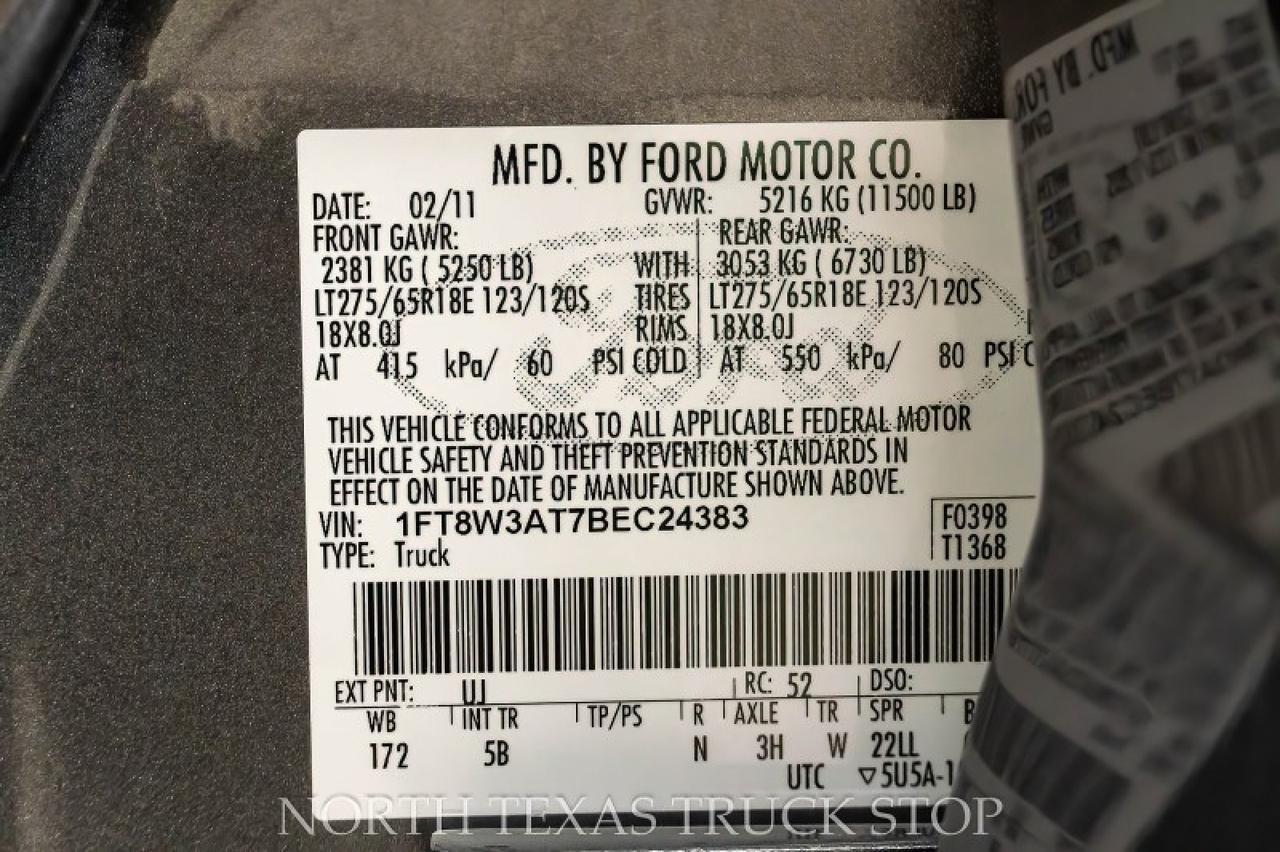 MFD. BY FORD MOTOR CO.
DATE: 02/11 GVWR: 5216 KG (11500 LB)
FRONT GAWR: REAR GAWR:
2381 KG ( 5250 LB) WITH 3053 KG ( 6730 LB)
LT275/65R18E 123/120S TIRES LT275/65R18E 123/120S
18X8.0J RIMS 18X8.0J
AT 415 kPa/ 60 PSI COLD AT 550 kPa/ 80 PSI C
THIS VEHICLE CONFORMS TO ALL APPLICABLE FEDERAL MOTOR
VEHICLE SAFETY AND THEFT PREVENTION STANDARDS IN
EFFECT ON THE DATE OF MANUFACTURE SHOWN ABOVE.
VIN: 1FT8W3AT7BEC24383 F0398
TYPE: Truck T1368
EXT PNT: UJ RC: 52 DSO:
WB INT TR TP/PS R AXLE TR SPR B
172 5B N 3H W 22LL
UTC ▽5U5A-1
NORTH TEXAS TRUCK STOP